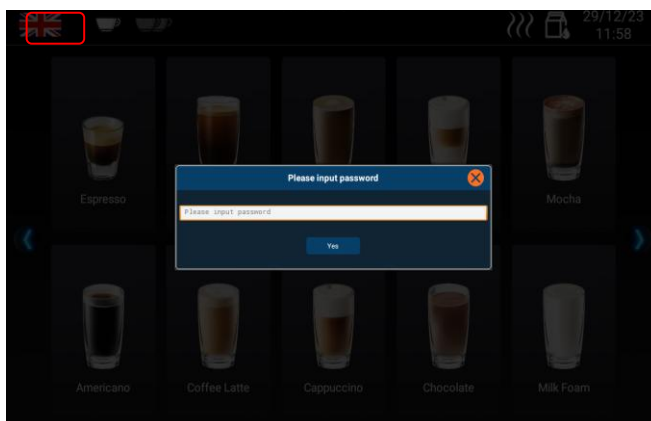 29/12/23
11:58
Please input password
Please input password
Yes
Espresso
Mocha
Americano
Coffee Latte
Cappuccino
Chocolate
Milk Foam